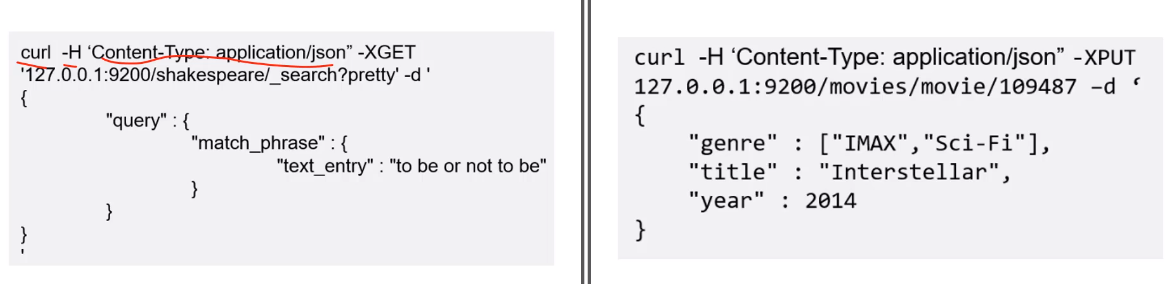 curl -H ‘Content-Type: application/json” -XGET
'127.0.0.1:9200/shakespeare/_search?pretty' -d '
{
"query" : {
"match_phrase" : {
"text_entry" : "to be or not to be"
}
}
}
'
curl -H ‘Content-Type: application/json” -XPUT
127.0.0.1:9200/movies/movie/109487 –d ‘
{
"genre" : ["IMAX","Sci-Fi"],
"title" : "Interstellar",
"year" : 2014
}